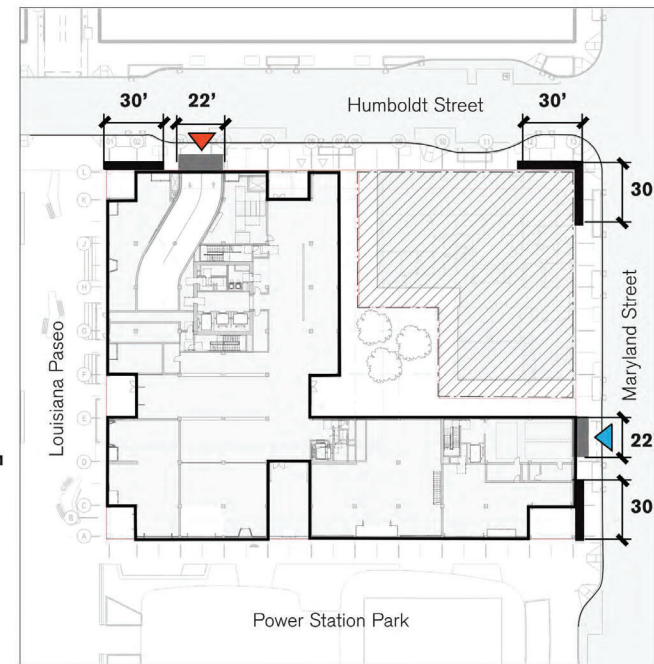 30’
22’
30’
Humboldt Street
30
Louisiana Paseo
Maryland Street
22
30
Power Station Park
L
K
J
H
G
F
E
D
C
A